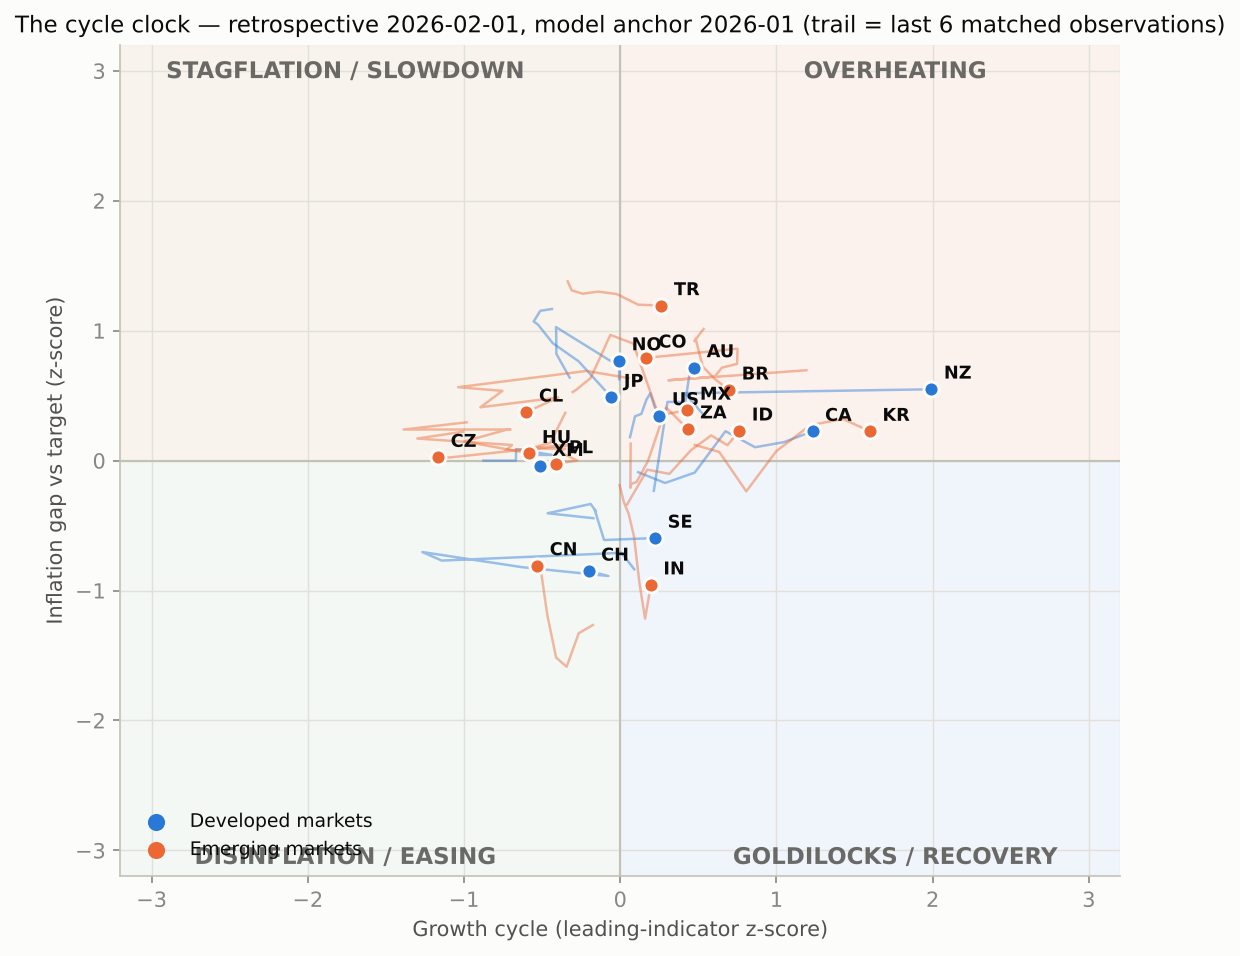 The cycle clock — retrospective 2026-02-01, model anchor 2026-01 (trail = last 6 matched observations)
STAGFLATION / SLOWDOWN
OVERHEATING
3
2
1
0
−1
−2
−3
Inflation gap vs target (z-score)
TR
NO
CO
AU
JP
BR
NZ
CL
US
MX
ZA
ID
CA
KR
CZ
HU
XM
PL
SE
CN
CH
IN
Developed markets
Emerging markets
DISINFLATION / EASING
GOLDILOCKS / RECOVERY
−3
−2
−1
0
1
2
3
Growth cycle (leading-indicator z-score)